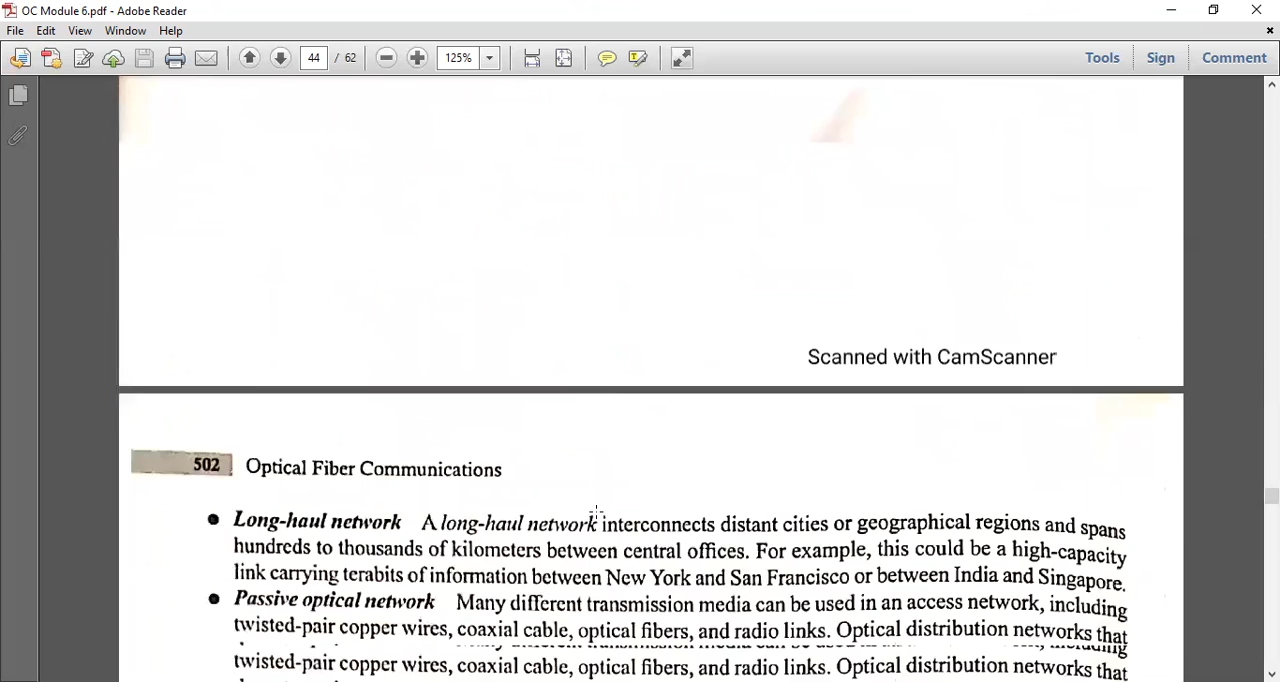 OC Module 6.pdf - Adobe Reader
File Edit View Window Help
44 / 62 125% Tools Sign Comment
Scanned with CamScanner
502 Optical Fiber Communications
Long-haul network A long-haul network interconnects distant cities or geographical regions and spans
hundreds to thousands of kilometers between central offices. For example, this could be a high-capacity
link carrying terabits of information between New York and San Francisco or between India and Singapore.
Passive optical network Many different transmission media can be used in an access network, including
twisted-pair copper wires, coaxial cable, optical fibers, and radio links. Optical distribution networks that
twisted-pair copper wires, coaxial cable, optical fibers, and radio links. Optical distribution networks that